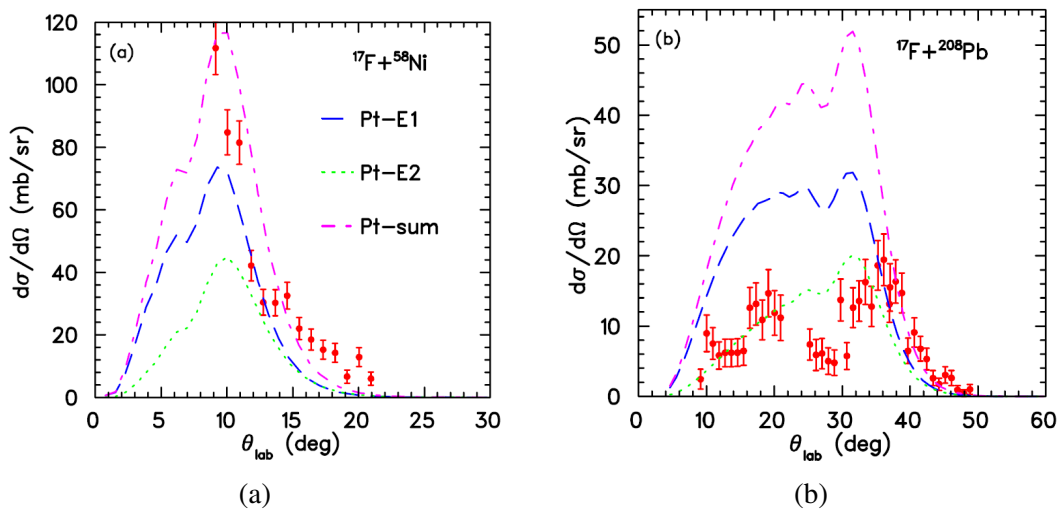 (a)
¹⁷F+⁵⁸Ni
Pt−E1
Pt−E2
Pt−sum
dσ/dΩ (mb/sr)
120
100
80
60
40
20
0
0 10 15 20 25 30
5
θlab (deg)
(a)
(b)
¹⁷F+²⁰⁸Pb
dσ/dΩ (mb/sr)
50
40
30
20
10
0
10 20 30 40 50 60
θlab (deg)
(b)